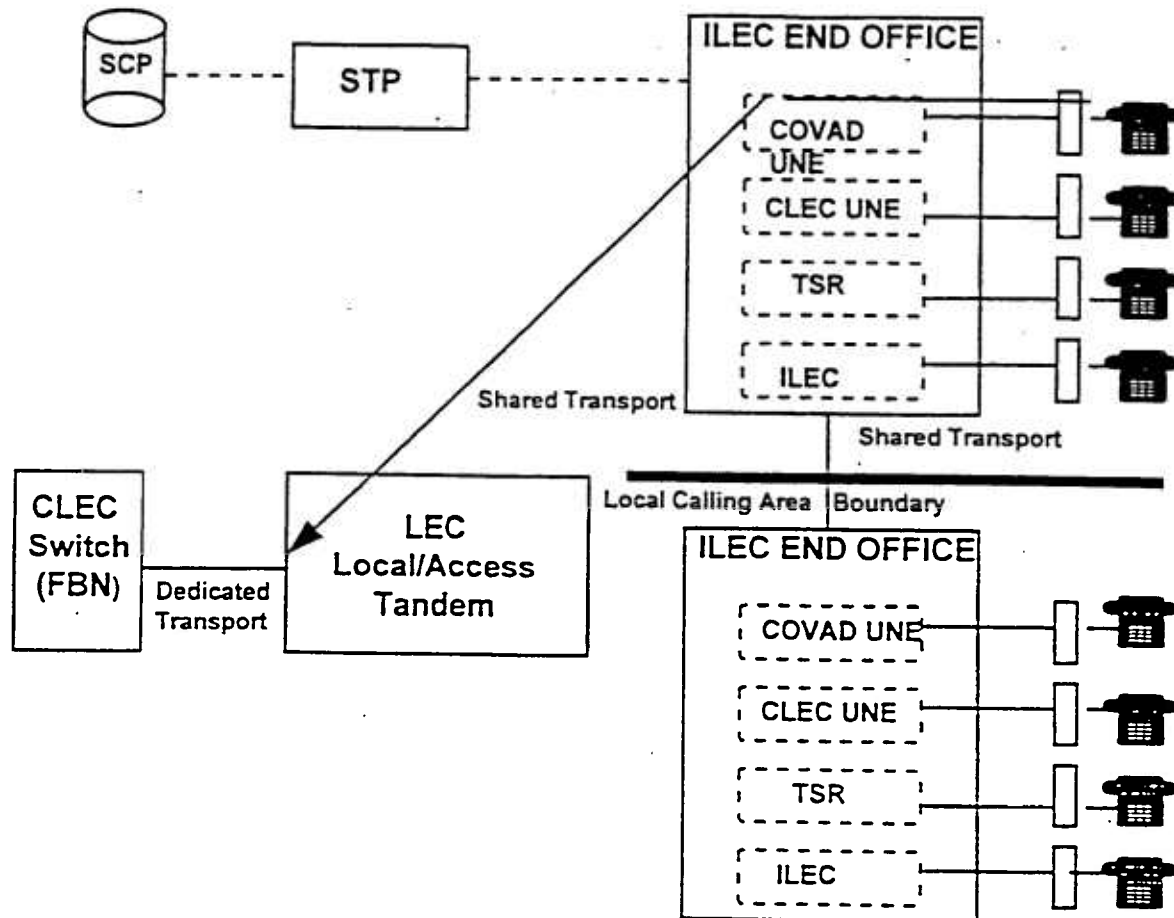 ILEC END OFFICE
SCP
STP
COVAD
UNE
CLEC UNE
TSR
ILEC
Shared Transport
Shared Transport
Local Calling Area Boundary
CLEC
Switch
(FBN)
Dedicated
Transport
LEC
Local/Access
Tandem
ILEC END OFFICE
COVAD UNE
CLEC UNE
TSR
ILEC